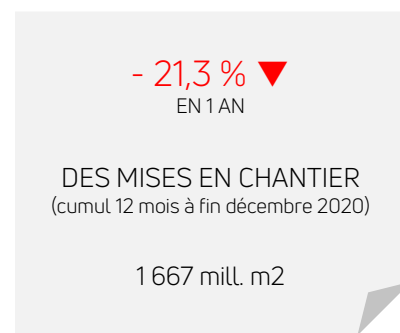 - 21,3 % ▼
EN 1 AN
DES MISES EN CHANTIER
(cumul 12 mois à fin décembre 2020)
1 667 mill. m2